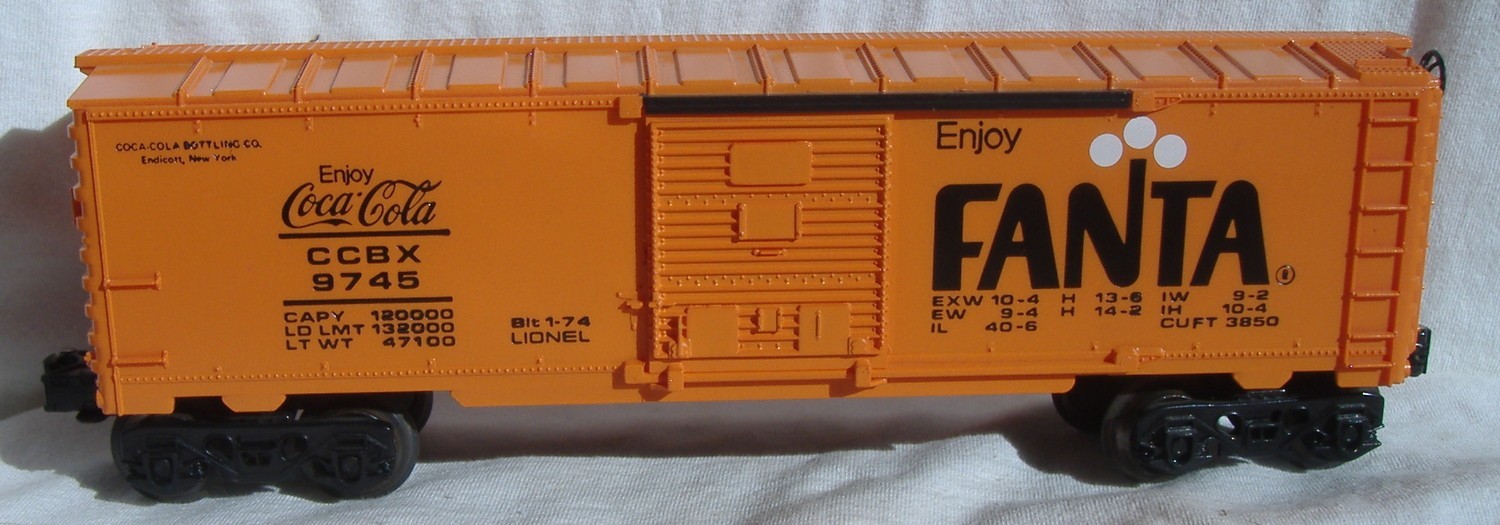 COCA-COLA BOTTLING CO.
Endicott, New York
Enjoy
Coca-Cola
CCBX
9745
CAPY 120000
LD LMT 132000
LT WT 47100
Blt 1-74
LIONEL
Enjoy
FANTA ®
EXW 10-4 H 13-6 IW 9-2
EW 9-4 H 14-2 IH 10-4
IL 40-6 CU FT 3850